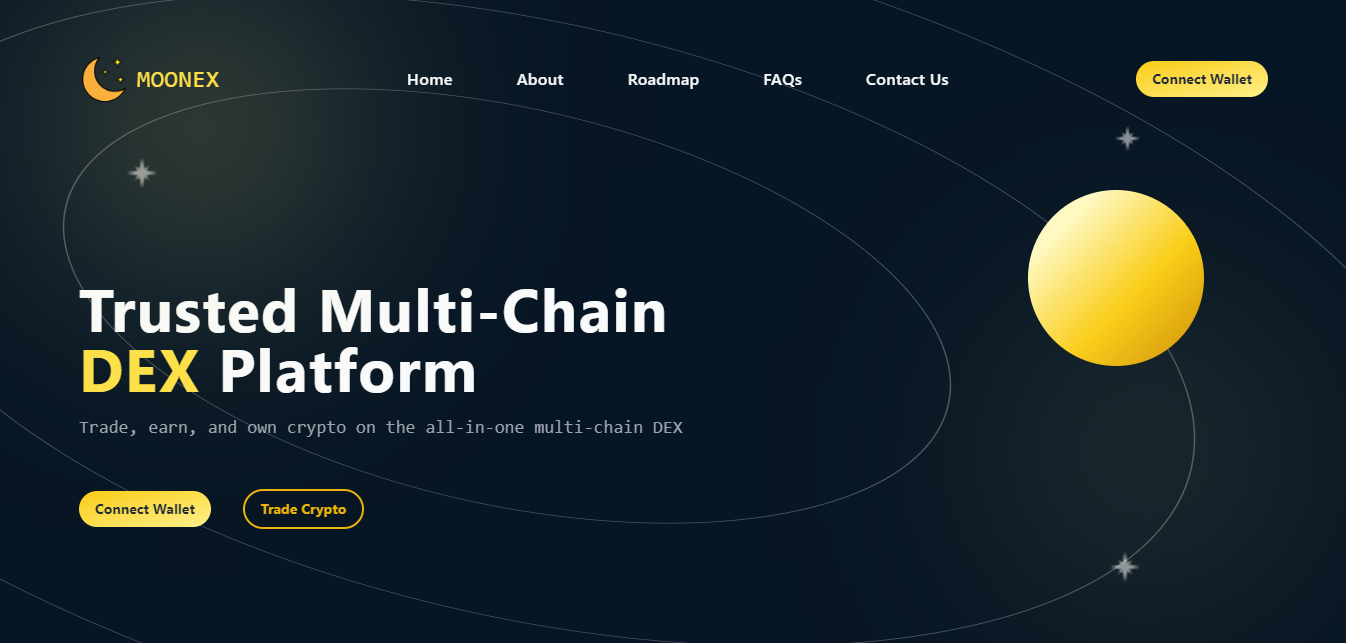 MOONEX
Home
About
Roadmap
FAQs
Contact Us
Connect Wallet
Trusted Multi-Chain
DEX Platform
Trade, earn, and own crypto on the all-in-one multi-chain DEX
Connect Wallet
Trade Crypto